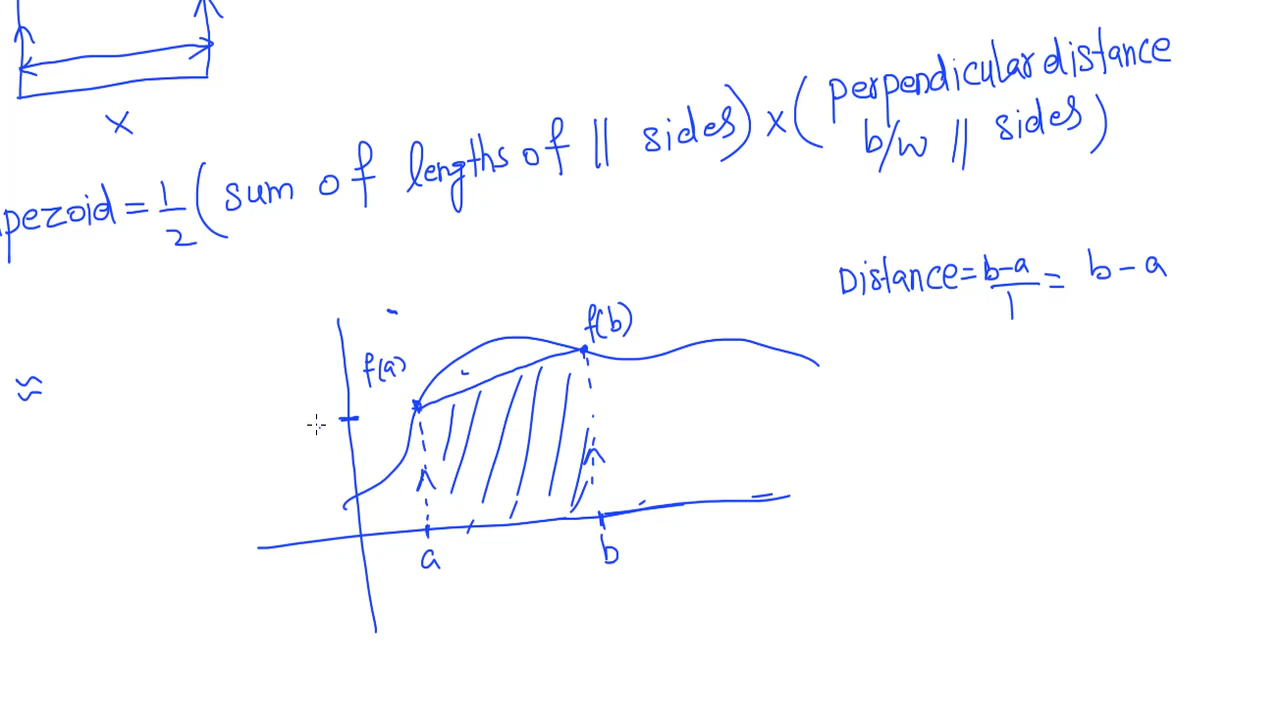 x
pezoid = 1/2 ( sum of lengths of || sides) x ( perpendicular distance b/w || sides )
Distance = b-a/1 = b - a
≈
f(a)
f(b)
a
b